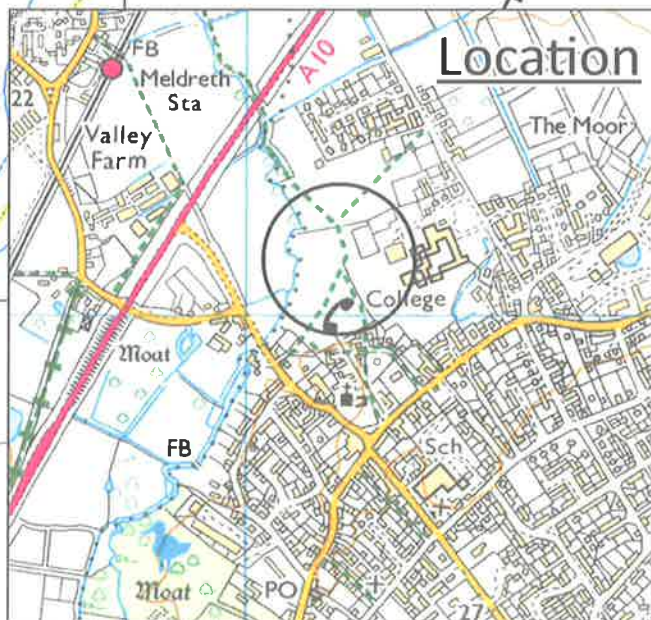 Location
FB
Meldreth
Sta
A10
22
The Moor
Valley
Farm
College
Moat
FB
Sch
Moat
PO
27